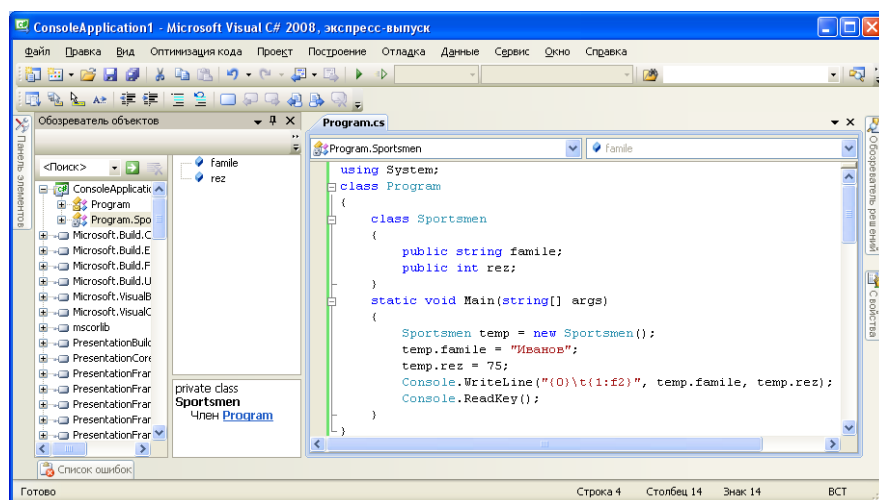 ConsoleApplication1 - Microsoft Visual C# 2008, экспресс-выпуск
Файл Правка Вид Оптимизация кода Проект Построение Отладка Данные Сервис Окно Справка
Панель элементов
Обозреватель объектов
<Поиск>
ConsoleApplicatic
Program
Program.Spo
Microsoft.Build.C
Microsoft.Build.E
Microsoft.Build.F
Microsoft.Build.U
Microsoft.VisualB
Microsoft.VisualC
mscorlib
PresentationBuild
PresentationCore
PresentationFrar
PresentationFrar
PresentationFrar
PresentationFrar
PresentationFrar
famile
rez
private class
Sportsmen
Член Program
Program.cs
Program.Sportsmen
famile
using System;
class Program
{
class Sportsmen
{
public string famile;
public int rez;
}
static void Main(string[] args)
{
Sportsmen temp = new Sportsmen();
temp.famile = "Иванов";
temp.rez = 75;
Console.WriteLine("{0}\t{1:f2}", temp.famile, temp.rez);
Console.ReadKey();
}
}
Обозреватель решений
Свойства
Список ошибок
Готово
Строка 4 Столбец 14 Знак 14 ВСТ